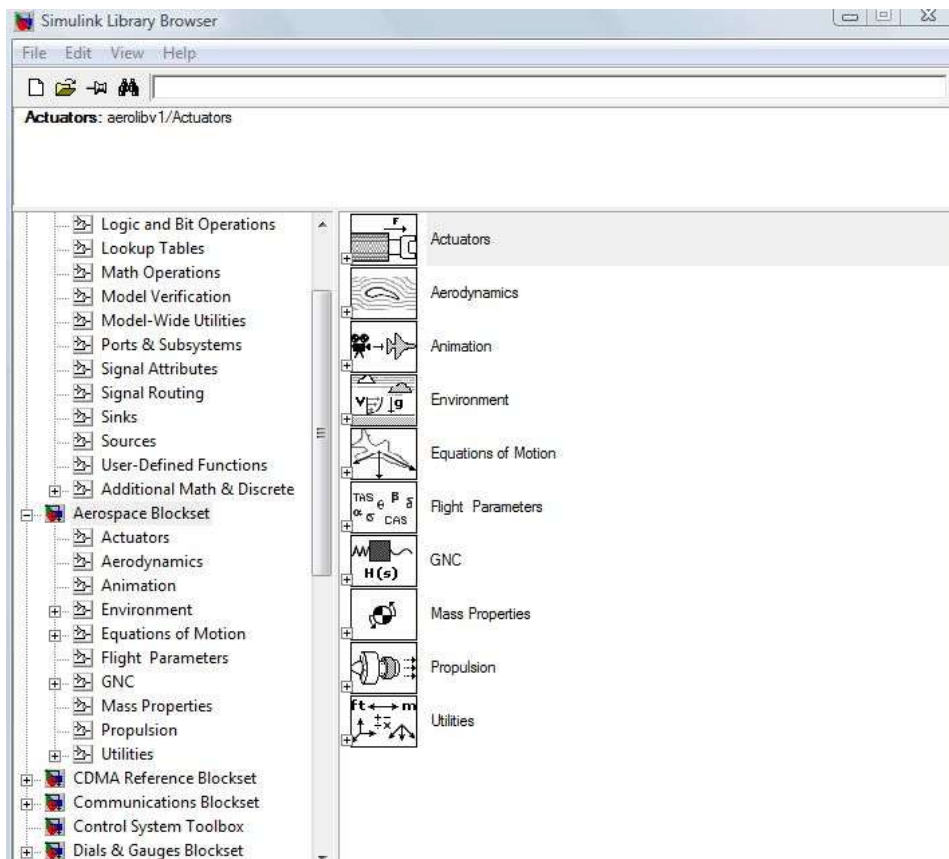 Simulink Library Browser
File Edit View Help
Actuators: aerolibv1/Actuators
Logic and Bit Operations
Lookup Tables
Math Operations
Model Verification
Model-Wide Utilities
Ports & Subsystems
Signal Attributes
Signal Routing
Sinks
Sources
User-Defined Functions
Additional Math & Discrete
Aerospace Blockset
Actuators
Aerodynamics
Animation
Environment
Equations of Motion
Flight Parameters
GNC
Mass Properties
Propulsion
Utilities
CDMA Reference Blockset
Communications Blockset
Control System Toolbox
Dials & Gauges Blockset
F
Actuators
Aerodynamics
Animation
V g
Environment
Equations of Motion
TAS θ β δ
α σ CAS
Flight Parameters
H(s)
GNC
Mass Properties
Propulsion
ft m
Utilities